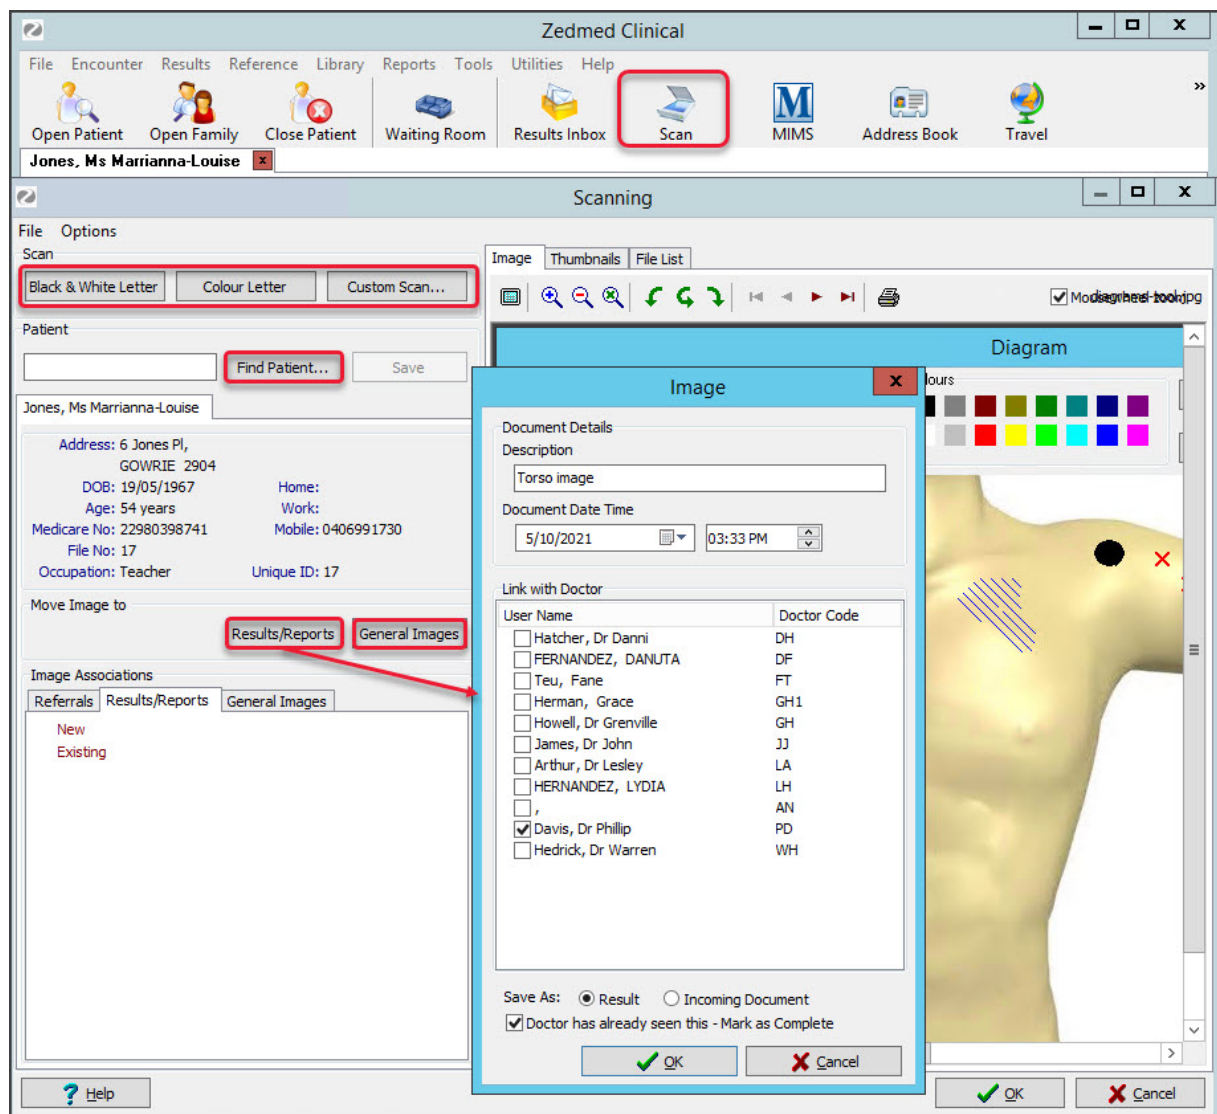 Zedmed Clinical
File Encounter Results Reference Library Reports Tools Utilities Help
Open Patient Open Family Close Patient Waiting Room Results Inbox Scan MIMS Address Book Travel
Jones, Ms Marrianna-Louise
Scanning
File Options
Scan
Black & White Letter Colour Letter Custom Scan...
Patient
Find Patient... Save
Jones, Ms Marrianna-Louise
Address: 6 Jones Pl,
GOWRIE 2904
DOB: 19/05/1967 Home:
Age: 54 years Work:
Medicare No: 22980398741 Mobile: 0406991730
File No: 17
Occupation: Teacher Unique ID: 17
Move Image to
Results/Reports General Images
Image Associations
Referrals Results/Reports General Images
New
Existing
Help
Image Thumbnails File List
Diagram
Image
Document Details
Description
Torso image
Document Date Time
5/10/2021 03:33 PM
Link with Doctor
User Name Doctor Code
Hatcher, Dr Danni DH
FERNANDEZ, DANUTA DF
Teu, Fane FT
Herman, Grace GH1
Howell, Dr Grenville GH
James, Dr John JJ
Arthur, Dr Lesley LA
HERNANDEZ, LYDIA LH
, AN
Davis, Dr Phillip PD
Hedrick, Dr Warren WH
Save As: Result Incoming Document
Doctor has already seen this - Mark as Complete
OK Cancel
OK Cancel